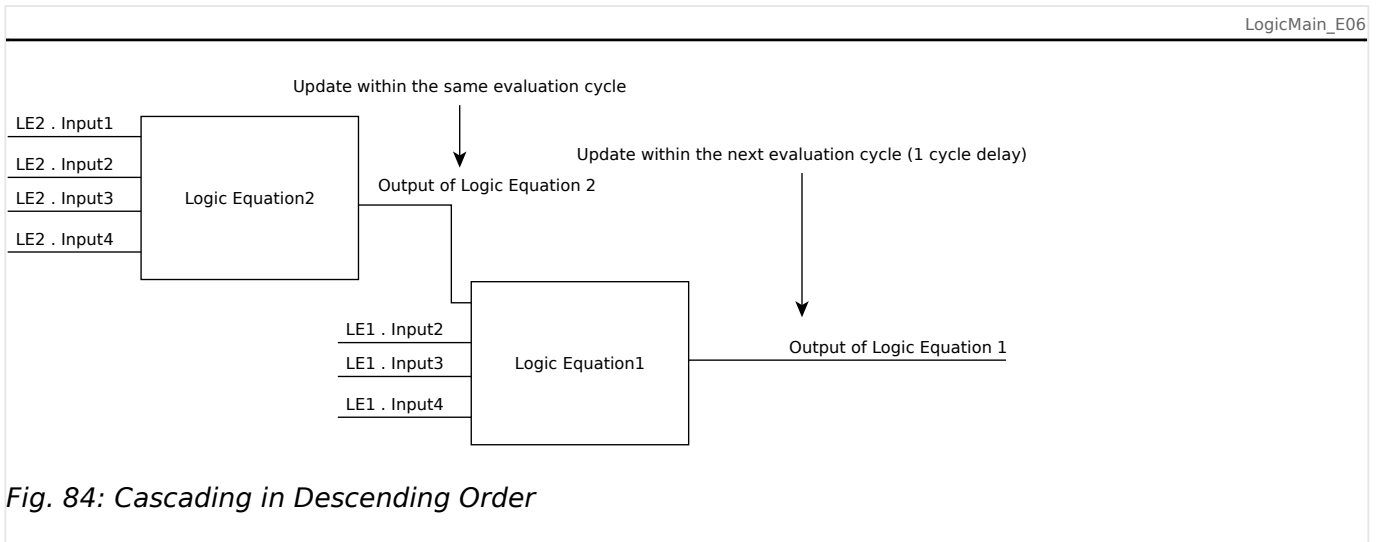 LogicMain_E06
Update within the same evaluation cycle
LE2 . Input1
Update within the next evaluation cycle (1 cycle delay)
LE2 . Input2
Output of Logic Equation 2
LE2 . Input3
Logic Equation2
LE2 . Input4
LE1 . Input2
Output of Logic Equation 1
LE1 . Input3
Logic Equation1
LE1 . Input4
Fig. 84: Cascading in Descending Order